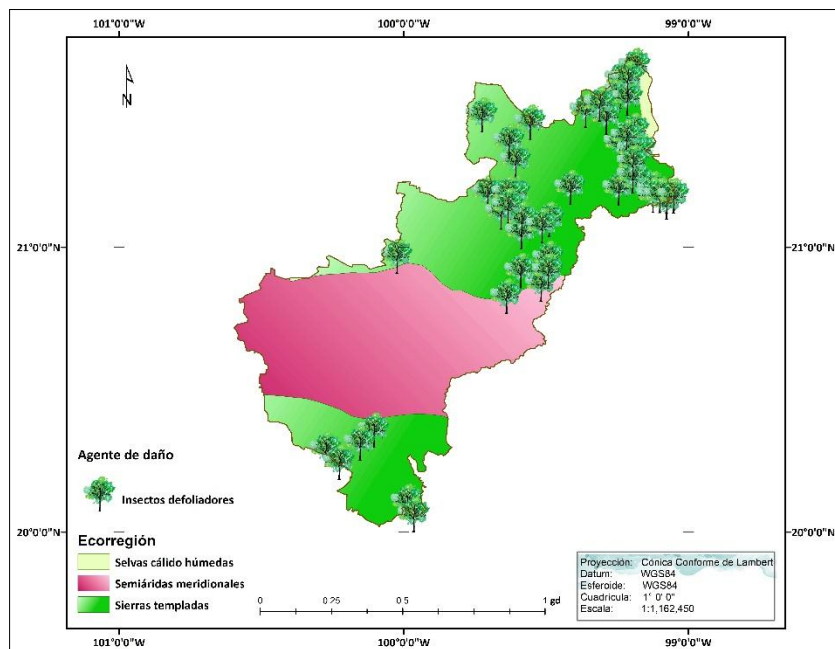 101°0'0"W
100°0'0"W
99°0'0"W
N
21°0'0"N
21°0'0"N
Agente de daño
Insectos defoliadores
20°0'0"N
20°0'0"N
Ecorregión
Selvas cálido húmedas
Semiáridas meridionales
Sierras templadas
0 0.25 0.5 1 gd
Proyección: Cónica Conforme de Lambert
Datum: WGS84
Esferoide: WGS84
Cuadricula: 1° 0' 0"
Escala: 1:1,162,450
101°0'0"W
100°0'0"W
99°0'0"W